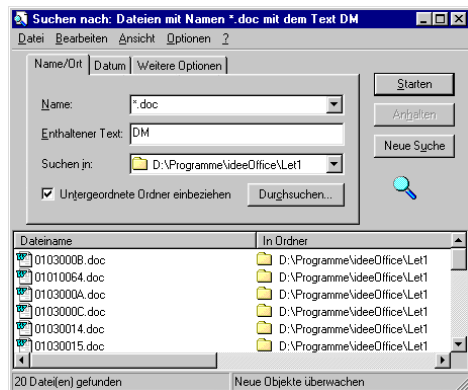 Suchen nach: Dateien mit Namen *.doc mit dem Text DM
Datei Bearbeiten Ansicht Optionen ?
Name/Ort Datum Weitere Optionen
Starten
Name: *.doc
Anhalten
Enthaltener Text: DM
Neue Suche
Suchen in: D:\Programme\ideeOffice\Let1
Untergeordnete Ordner einbeziehen Durchsuchen...
Dateiname In Ordner
0103000B.doc D:\Programme\ideeOffice\Let1
01010064.doc D:\Programme\ideeOffice\Let1
0103000A.doc D:\Programme\ideeOffice\Let1
0103000C.doc D:\Programme\ideeOffice\Let1
01030014.doc D:\Programme\ideeOffice\Let1
01030015.doc D:\Programme\ideeOffice\Let1
20 Datei(en) gefunden Neue Objekte überwachen